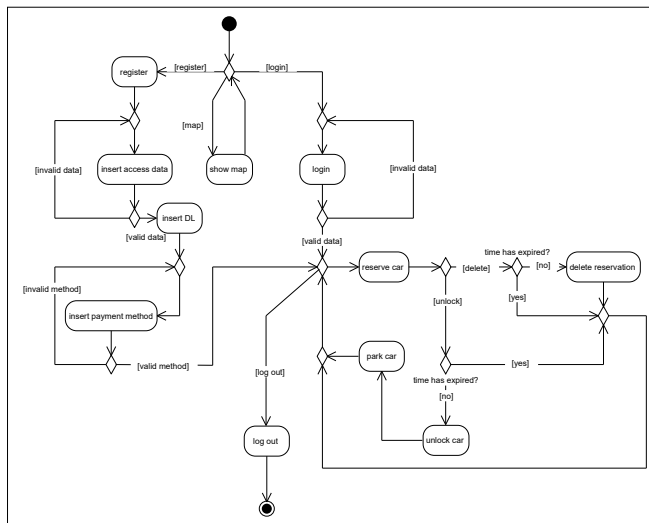 [register]
[login]
register
[map]
[invalid data]
insert access data
show map
login
[invalid data]
insert DL
[valid data]
[valid data]
time has expired?
reserve car
[delete]
[no]
delete reservation
[invalid method]
[unlock]
[yes]
insert payment method
park car
[valid method]
[yes]
[log out]
time has expired?
[no]
log out
unlock car